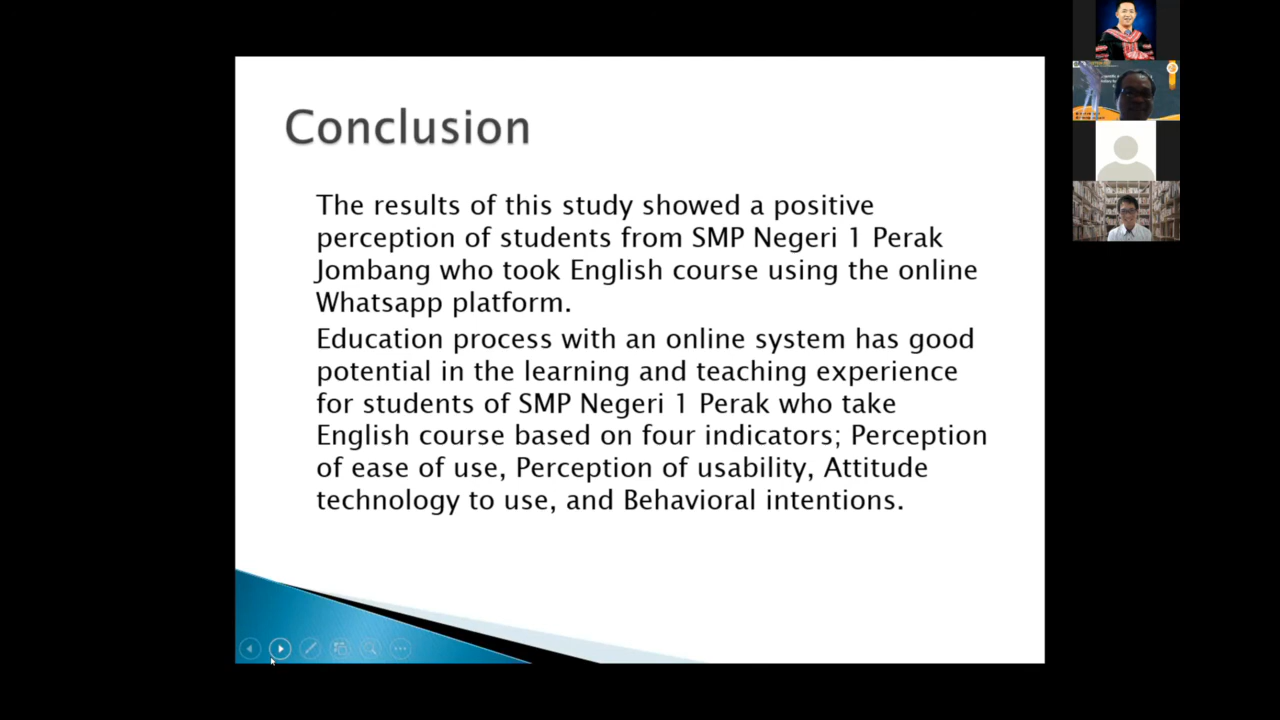 Conclusion
The results of this study showed a positive
perception of students from SMP Negeri 1 Perak
Jombang who took English course using the online
Whatsapp platform.
Education process with an online system has good
potential in the learning and teaching experience
for students of SMP Negeri 1 Perak who take
English course based on four indicators; Perception
of ease of use, Perception of usability, Attitude
technology to use, and Behavioral intentions.